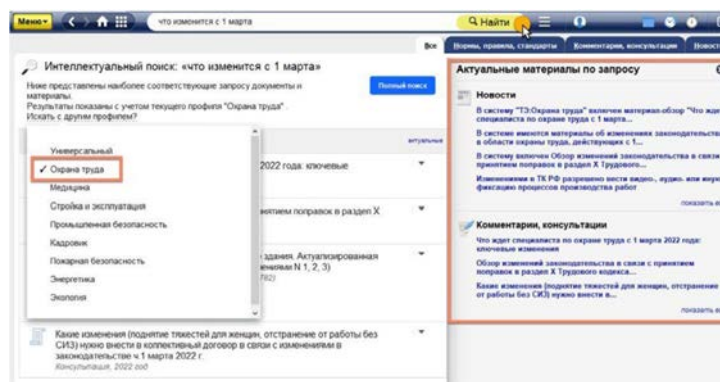 Меню
что изменится с 1 марта
Найти
Все
Нормы, правила, стандарты
Комментарии, консультации
Новост
Интеллектуальный поиск: «что изменится с 1 марта»
Ниже представлены наиболее соответствующие запросу документы и
материалы.
Результаты показаны с учетом текущего профиля "Охрана труда" .
Искать с другим профилем?
Полный поиск
актуальные
Универсальный
✓ Охрана труда
Медицина
Стройка и эксплуатация
Промышленная безопасность
Кадровик
Пожарная безопасность
Энергетика
Экология
2022 года: ключевые
нятием поправок в раздел X
здания. Актуализированная
ениями N 1, 2, 3)
782)
Какие изменения (поднятие тяжестей для женщин, отстранение от работы без
СИЗ) нужно внести в коллективный договор в связи с изменениями в
законодательстве ч 1 марта 2022 г.
Консультация, 2022 год
Актуальные материалы по запросу
Новости
В систему "ТЭ:Охрана труда" включен материал-обзор "Что жде
специалиста по охране труда с 1 марта...
В системе имеются материалы об изменениях законодательства
в области охраны труда, действующих с 1...
В систему включен Обзор изменений законодательства в связи
принятием поправок в раздел X Трудового...
Изменениями в ТК РФ разрешено вести видео-, аудио- или иную
фиксацию процессов производства работ
показать в
Комментарии, консультации
Что ждет специалиста по охране труда с 1 марта 2022 года:
ключевые изменения
Обзор изменений законодательства в связи с принятием
поправок в раздел X Трудового кодекса...
Какие изменения (поднятие тяжестей для женщин, отстранение
от работы без СИЗ) нужно внести в...
показать в